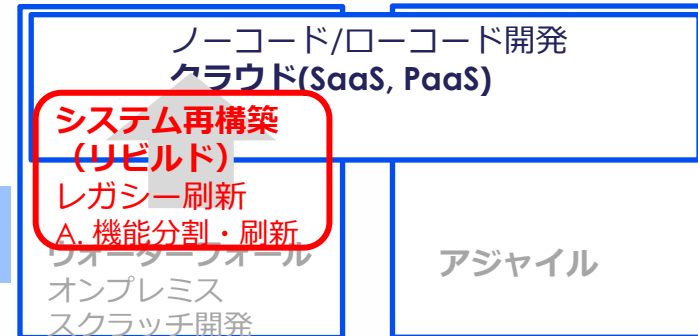 ノーコード/ローコード開発
クラウド(SaaS, PaaS)
システム再構築
（リビルド）
レガシー刷新
A. 機能分割・刷新
ウォーターフォール
オンプレミス
スクラッチ開発
アジャイル